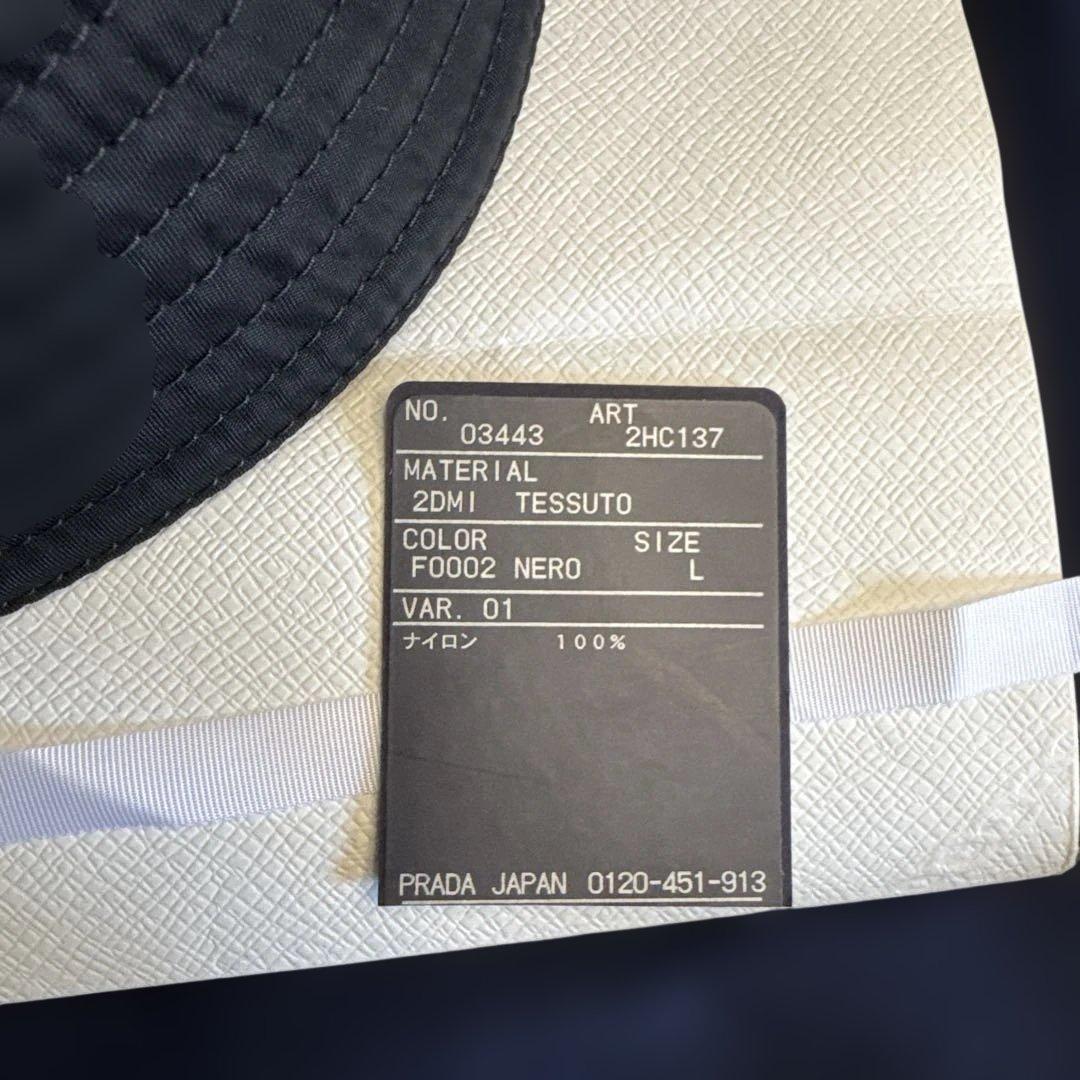 NO. ART
03443 2HC137
MATERIAL
2DMI TESSUTO
COLOR SIZE
F0002 NERO L
VAR. 01
ナイロン 100%
PRADA JAPAN 0120-451-913